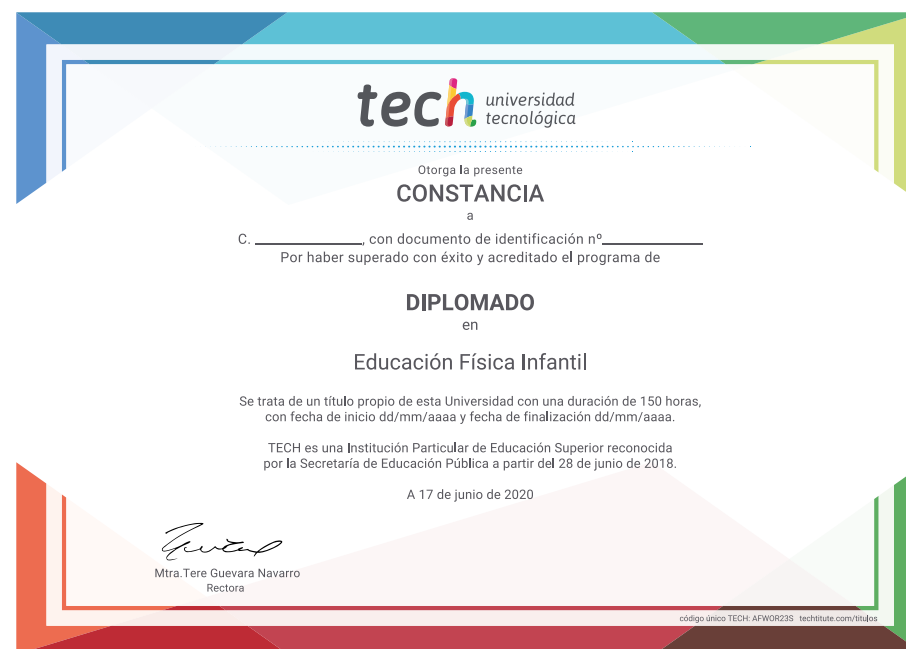 tech universidad
tecnológica
Otorga la presente
CONSTANCIA
a
C. ____________, con documento de identificación nº____________
Por haber superado con éxito y acreditado el programa de
DIPLOMADO
en
Educación Física Infantil
Se trata de un título propio de esta Universidad con una duración de 150 horas,
con fecha de inicio dd/mm/aaaa y fecha de finalización dd/mm/aaaa.
TECH es una Institución Particular de Educación Superior reconocida
por la Secretaría de Educación Pública a partir del 28 de junio de 2018.
A 17 de junio de 2020
Mtra.Tere Guevara Navarro
Rectora
código único TECH: AFWOR23S techtitute.com/titulos